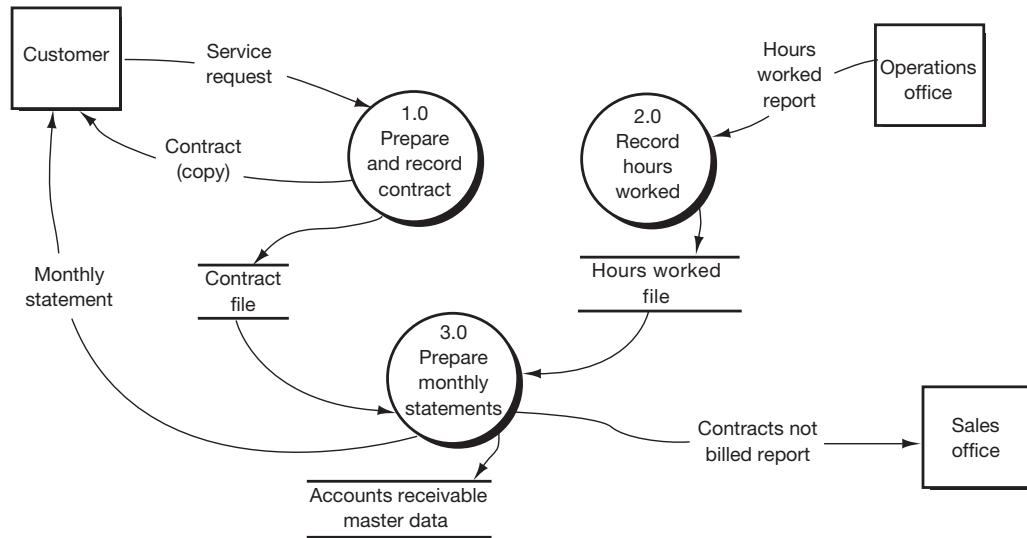 Customer
Service
request
Hours
worked
report
Operations
office
1.0
Prepare
and record
contract
2.0
Record
hours
worked
Contract
(copy)
Monthly
statement
Contract
file
Hours worked
file
3.0
Prepare
monthly
statements
Contracts not
billed report
Sales
office
Accounts receivable
master data